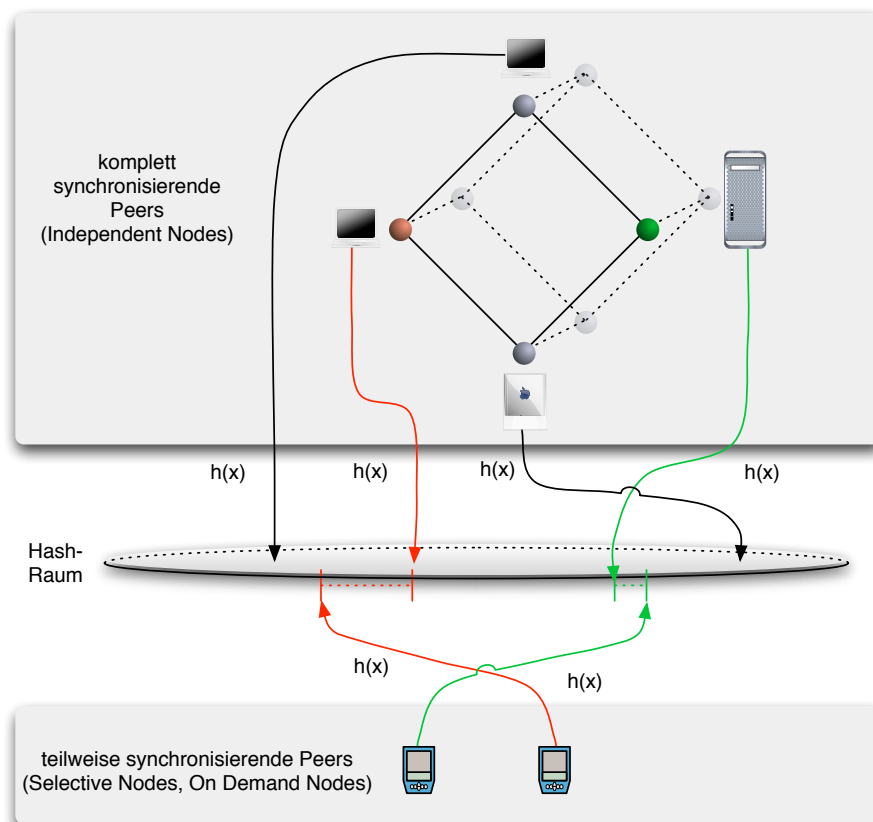 komplett
synchronisierende
Peers
(Independent Nodes)
h(x)
h(x)
h(x)
h(x)
Hash-
Raum
h(x)
h(x)
teilweise synchronisierende Peers
(Selective Nodes, On Demand Nodes)